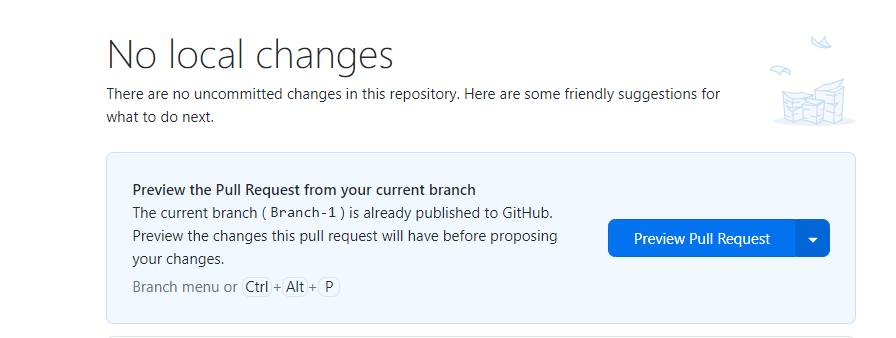 No local changes
There are no uncommitted changes in this repository. Here are some friendly suggestions for
what to do next.
Preview the Pull Request from your current branch
The current branch ( Branch-1 ) is already published to GitHub.
Preview the changes this pull request will have before proposing
your changes.
Branch menu or Ctrl + Alt + P
Preview Pull Request